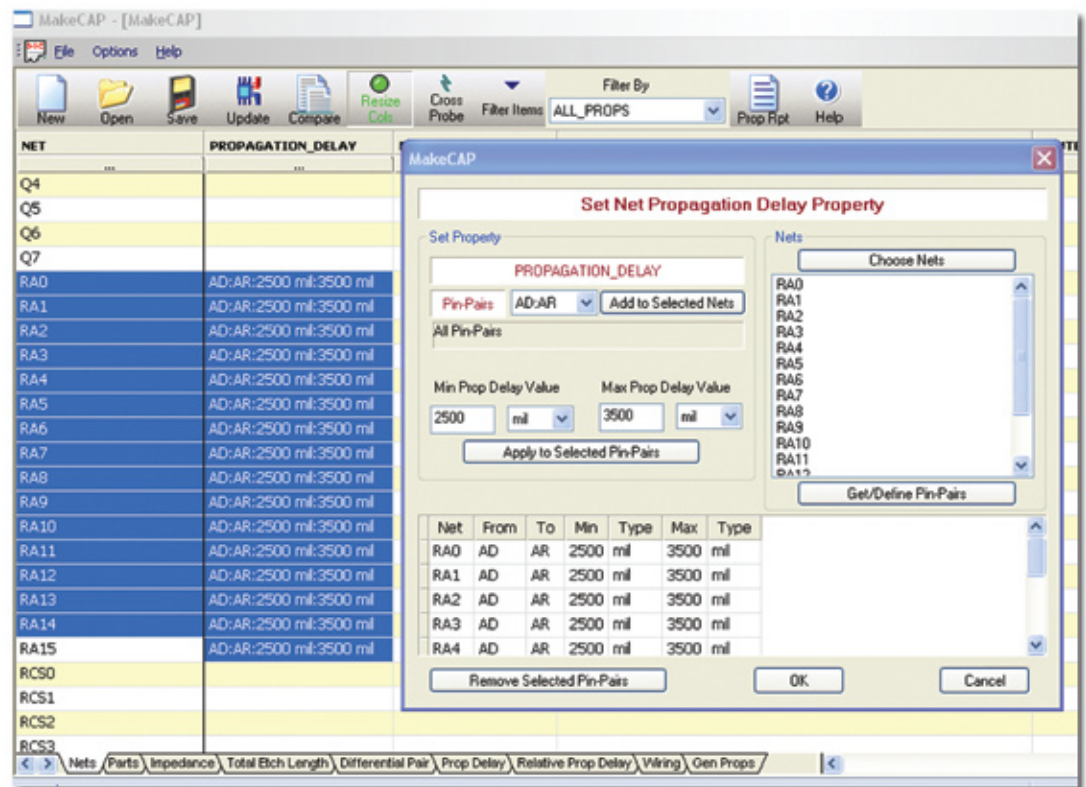 MakeCAP - [MakeCAP]
File Options Help
New Open Save Update Compare Resize Cols Cross Probe Filter Items Filter By ALL_PROPS Prop Rpt Help
NET PROPAGATION_DELAY
... ...
Q4
Q5
Q6
Q7
RA0 AD:AR:2500 mil:3500 mil
RA1 AD:AR:2500 mil:3500 mil
RA2 AD:AR:2500 mil:3500 mil
RA3 AD:AR:2500 mil:3500 mil
RA4 AD:AR:2500 mil:3500 mil
RA5 AD:AR:2500 mil:3500 mil
RA6 AD:AR:2500 mil:3500 mil
RA7 AD:AR:2500 mil:3500 mil
RA8 AD:AR:2500 mil:3500 mil
RA9 AD:AR:2500 mil:3500 mil
RA10 AD:AR:2500 mil:3500 mil
RA11 AD:AR:2500 mil:3500 mil
RA12 AD:AR:2500 mil:3500 mil
RA13 AD:AR:2500 mil:3500 mil
RA14 AD:AR:2500 mil:3500 mil
RA15 AD:AR:2500 mil:3500 mil
RCS0
RCS1
RCS2
RCS3
MakeCAP
Set Net Propagation Delay Property
Set Property
PROPAGATION_DELAY
Pin-Pairs AD:AR Add to Selected Nets
All Pin-Pairs
Min Prop Delay Value Max Prop Delay Value
2500 mil 3500 mil
Apply to Selected Pin-Pairs
Nets
Choose Nets
RA0
RA1
RA2
RA3
RA4
RA5
RA6
RA7
RA8
RA9
RA10
RA11
RA12
Get/Define Pin-Pairs
Net From To Min Type Max Type
RA0 AD AR 2500 mil 3500 mil
RA1 AD AR 2500 mil 3500 mil
RA2 AD AR 2500 mil 3500 mil
RA3 AD AR 2500 mil 3500 mil
RA4 AD AR 2500 mil 3500 mil
Remove Selected Pin-Pairs OK Cancel
Nets Parts Impedance Total Etch Length Differential Pair Prop Delay Relative Prop Delay Wiring Gen Props